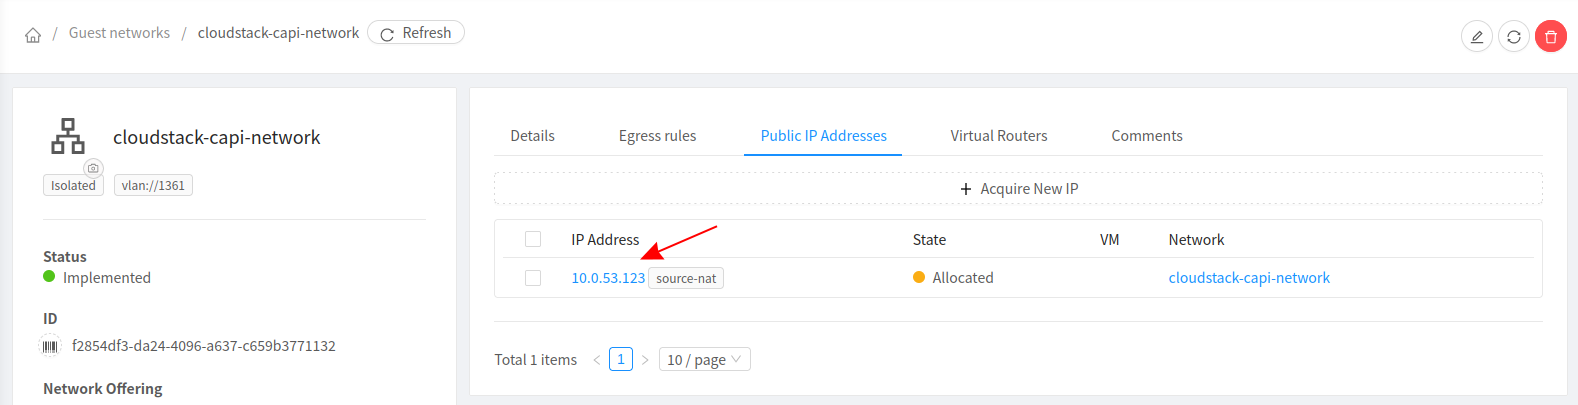 / Guest networks / cloudstack-capi-network Refresh
cloudstack-capi-network
Isolated vlan://1361
Status
Implemented
ID
f2854df3-da24-4096-a637-c659b3771132
Network Offering
Details Egress rules Public IP Addresses Virtual Routers Comments
+ Acquire New IP
IP Address State VM Network
10.0.53.123 source-nat Allocated cloudstack-capi-network
Total 1 items < 1 > 10 / page